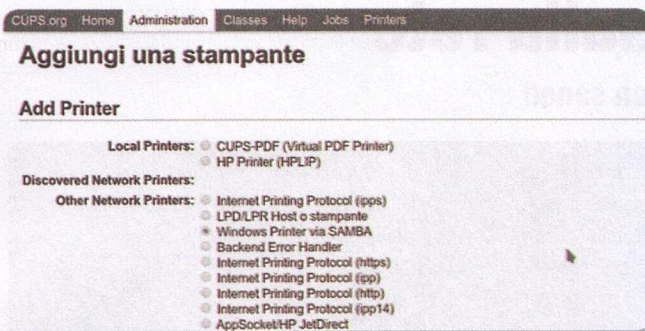 CUPS.org Home Administration Classes Help Jobs Printers
Aggiungi una stampante
Add Printer
Local Printers: CUPS-PDF (Virtual PDF Printer)
HP Printer (HPLIP)
Discovered Network Printers:
Other Network Printers: Internet Printing Protocol (ipps)
LPD/LPR Host o stampante
Windows Printer via SAMBA
Backend Error Handler
Internet Printing Protocol (https)
Internet Printing Protocol (ipp)
Internet Printing Protocol (http)
Internet Printing Protocol (ipp14)
AppSocket/HP JetDirect